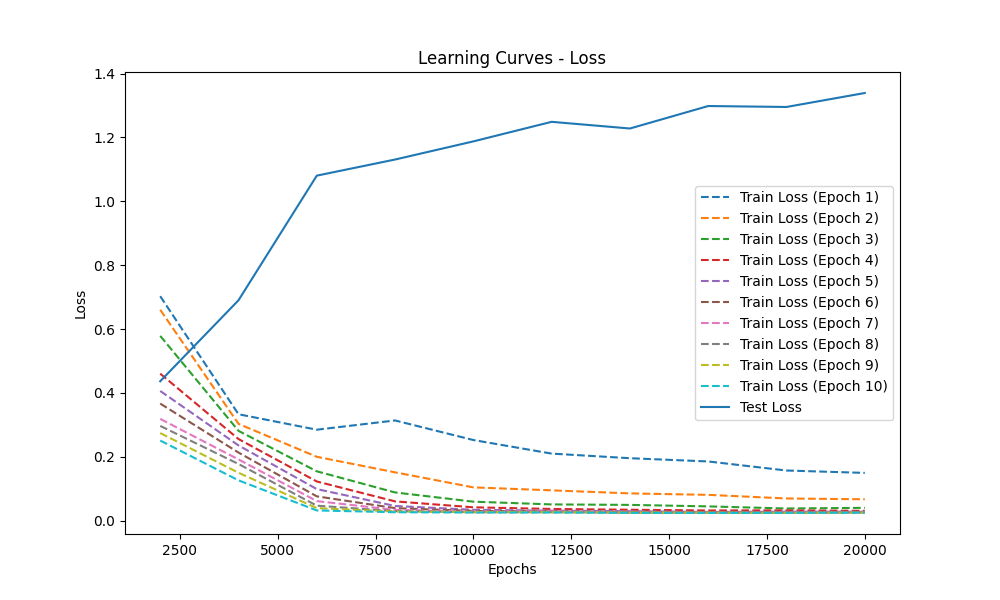 Learning Curves - Loss
1.4
1.2
1.0
0.8
0.6
0.4
0.2
0.0
Loss
Train Loss (Epoch 1)
Train Loss (Epoch 2)
Train Loss (Epoch 3)
Train Loss (Epoch 4)
Train Loss (Epoch 5)
Train Loss (Epoch 6)
Train Loss (Epoch 7)
Train Loss (Epoch 8)
Train Loss (Epoch 9)
Train Loss (Epoch 10)
Test Loss
2500 5000 7500 10000 12500 15000 17500 20000
Epochs